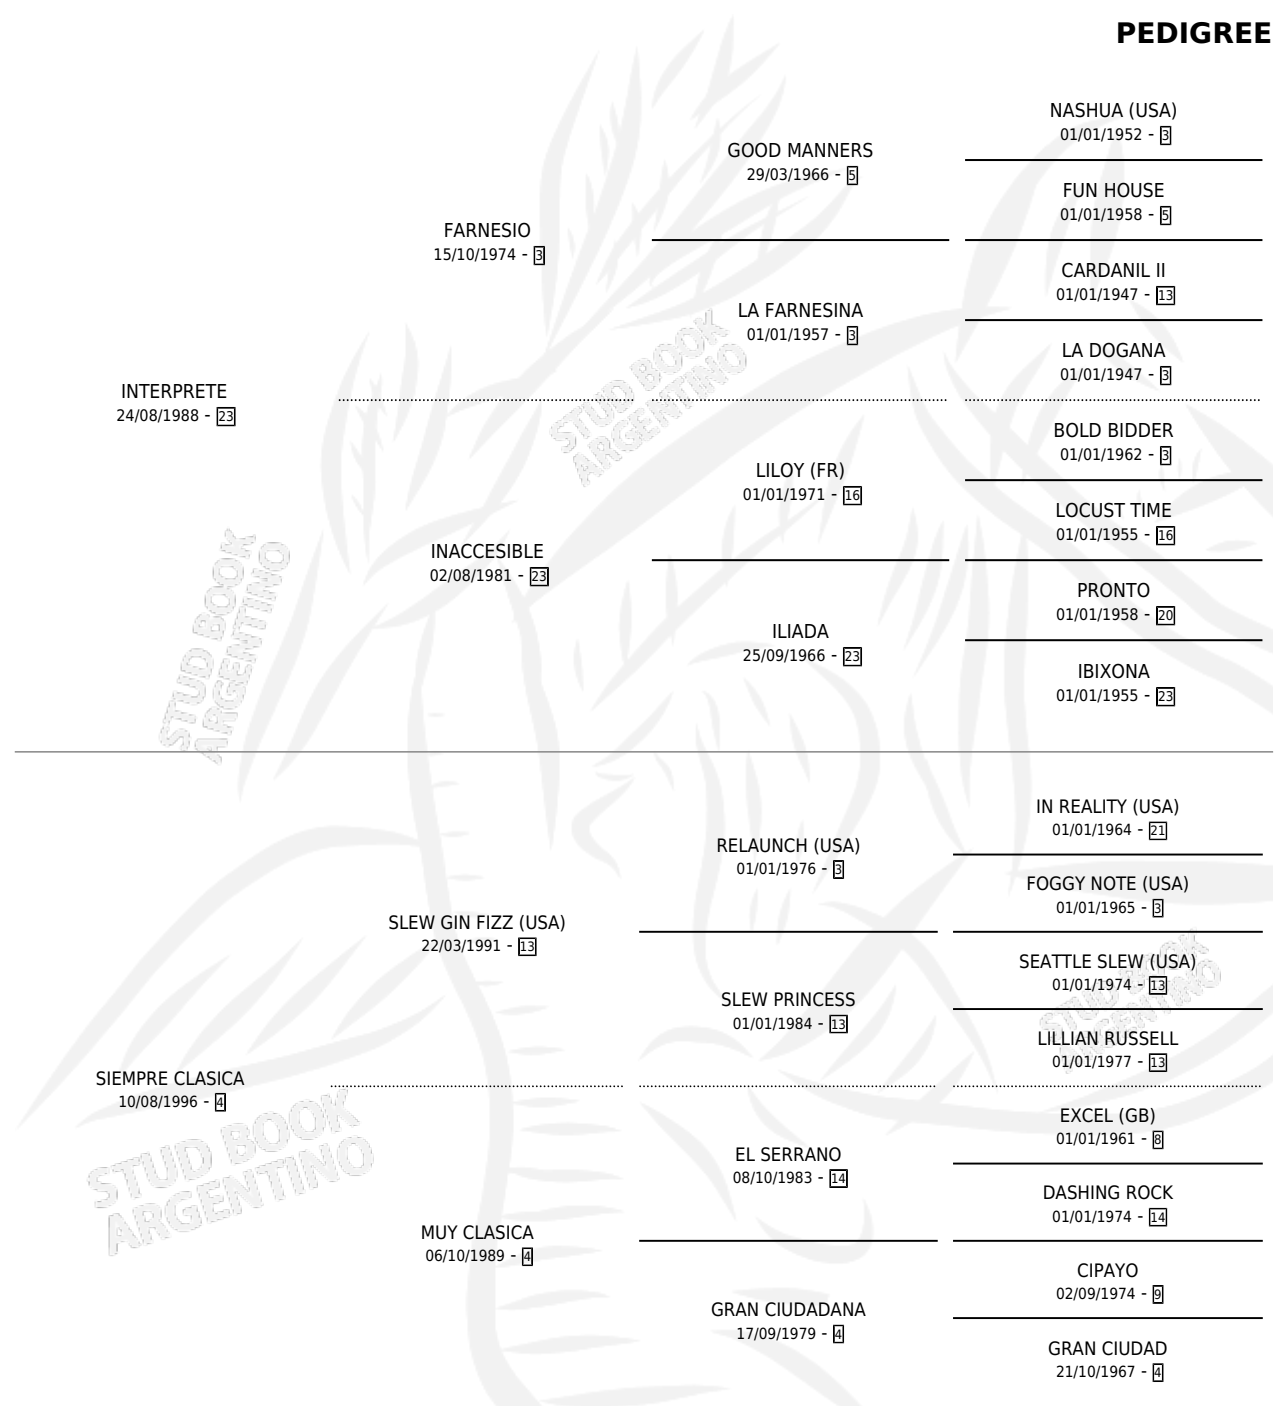 PEDIGREE
NASHUA (USA)
01/01/1952 - 3
GOOD MANNERS
29/03/1966 - 5
FUN HOUSE
01/01/1958 - 5
FARNESIO
15/10/1974 - 3
CARDANIL II
01/01/1947 - 13
LA FARNESINA
01/01/1957 - 3
LA DOGANA
01/01/1947 - 3
INTERPRETE
24/08/1988 - 23
BOLD BIDDER
01/01/1962 - 3
LILOY (FR)
01/01/1971 - 16
LOCUST TIME
01/01/1955 - 16
INACCESIBLE
02/08/1981 - 23
PRONTO
01/01/1958 - 20
ILIADA
25/09/1966 - 23
IBIXONA
01/01/1955 - 23
IN REALITY (USA)
01/01/1964 - 21
RELAUNCH (USA)
01/01/1976 - 3
FOGGY NOTE (USA)
01/01/1965 - 3
SLEW GIN FIZZ (USA)
22/03/1991 - 13
SEATTLE SLEW (USA)
01/01/1974 - 13
SLEW PRINCESS
01/01/1984 - 13
LILLIAN RUSSELL
01/01/1977 - 13
SIEMPRE CLASICA
10/08/1996 - 4
EXCEL (GB)
01/01/1961 - 8
EL SERRANO
08/10/1983 - 14
DASHING ROCK
01/01/1974 - 14
MUY CLASICA
06/10/1989 - 4
CIPAYO
02/09/1974 - 9
GRAN CIUDADANA
17/09/1979 - 4
GRAN CIUDAD
21/10/1967 - 4
STUD BOOK
ARGENTINO
STUD BOOK
ARGENTINO
STUD BOOK
ARGENTINO
STUD BOOK
ARGENTINO